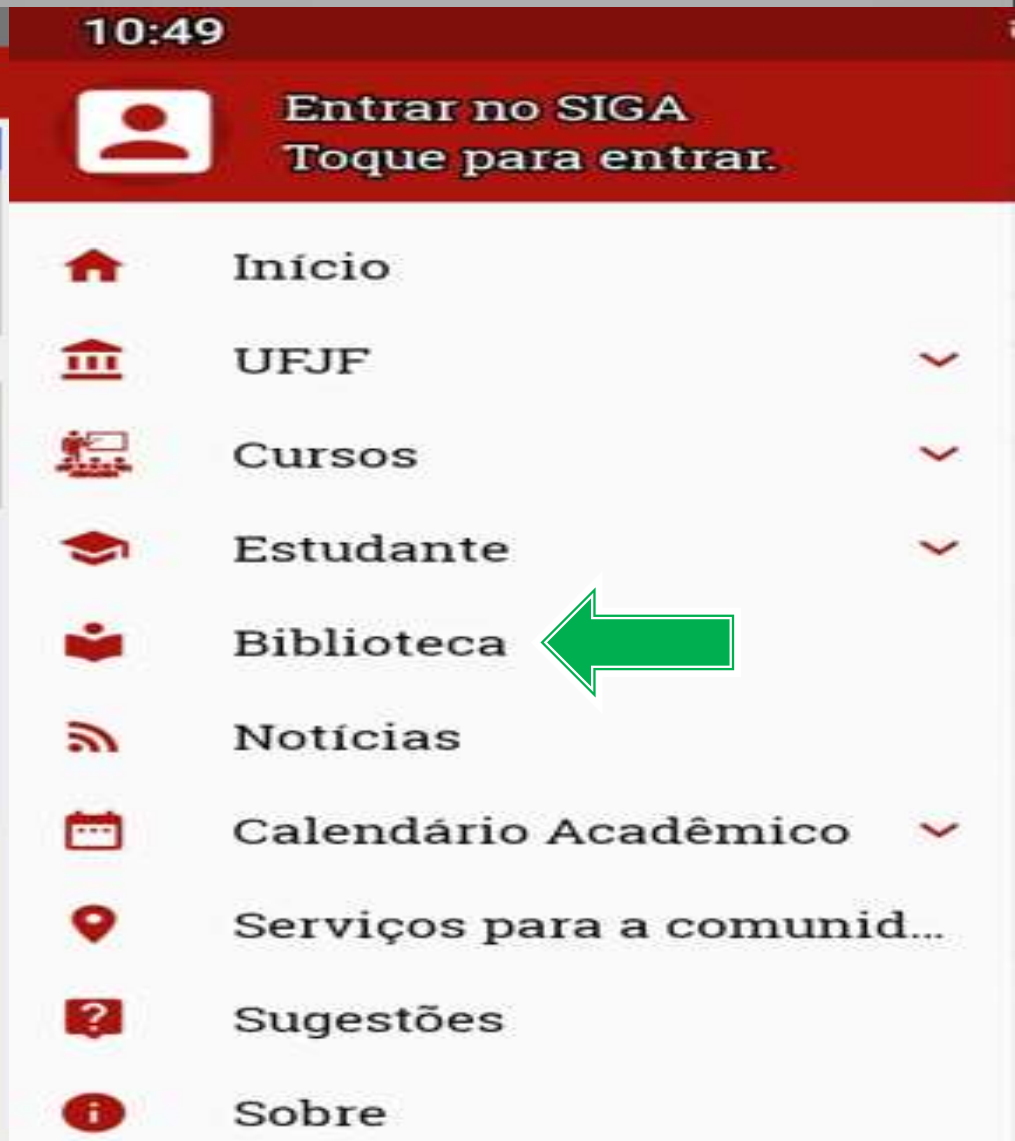 10:49
Entrar no SIGA
Toque para entrar.
Início
UFJF
Cursos
Estudante
Biblioteca
Notícias
Calendário Acadêmico
Serviços para a comunid...
Sugestões
Sobre